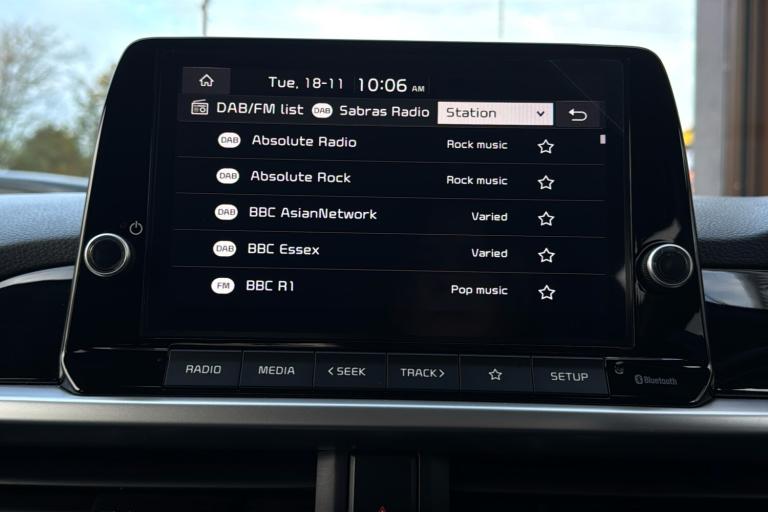 Tue, 18-11 10:06 AM
DAB/FM list DAB Sabras Radio Station
DAB Absolute Radio Rock music
DAB Absolute Rock Rock music
DAB BBC AsianNetwork Varied
DAB BBC Essex Varied
FM BBC R1 Pop music
RADIO MEDIA < SEEK TRACK > SETUP Bluetooth